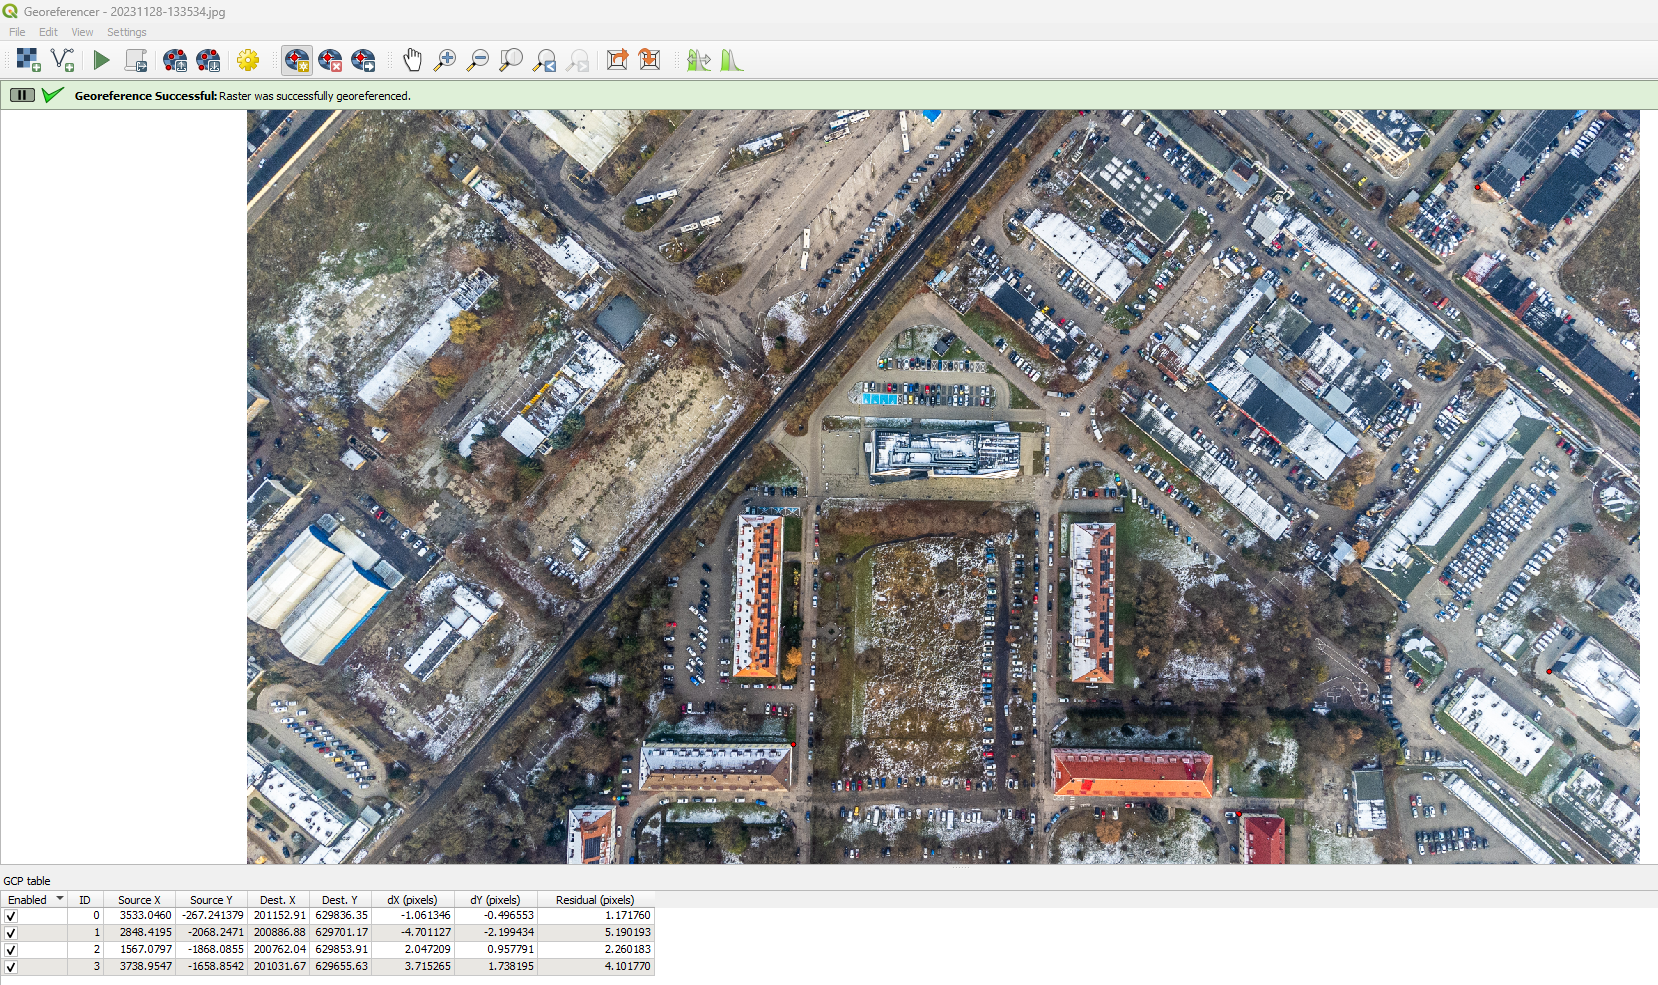 Georeferencer - 20231128-133534.jpg
File Edit View Settings
Georeference Successful: Raster was successfully georeferenced.
GCP table
Enabled ID Source X Source Y Dest. X Dest. Y dX (pixels) dY (pixels) Residual (pixels)
0 3533.0460 -267.241379 201152.91 629836.35 -1.061346 -0.496553 1.171760
1 2848.4195 -2068.2471 200886.88 629701.17 -4.701127 -2.199434 5.190193
2 1567.0797 -1868.0855 200762.04 629853.91 2.047209 0.957791 2.260183
3 3738.9547 -1658.8542 201031.67 629655.63 3.715265 1.738195 4.101770